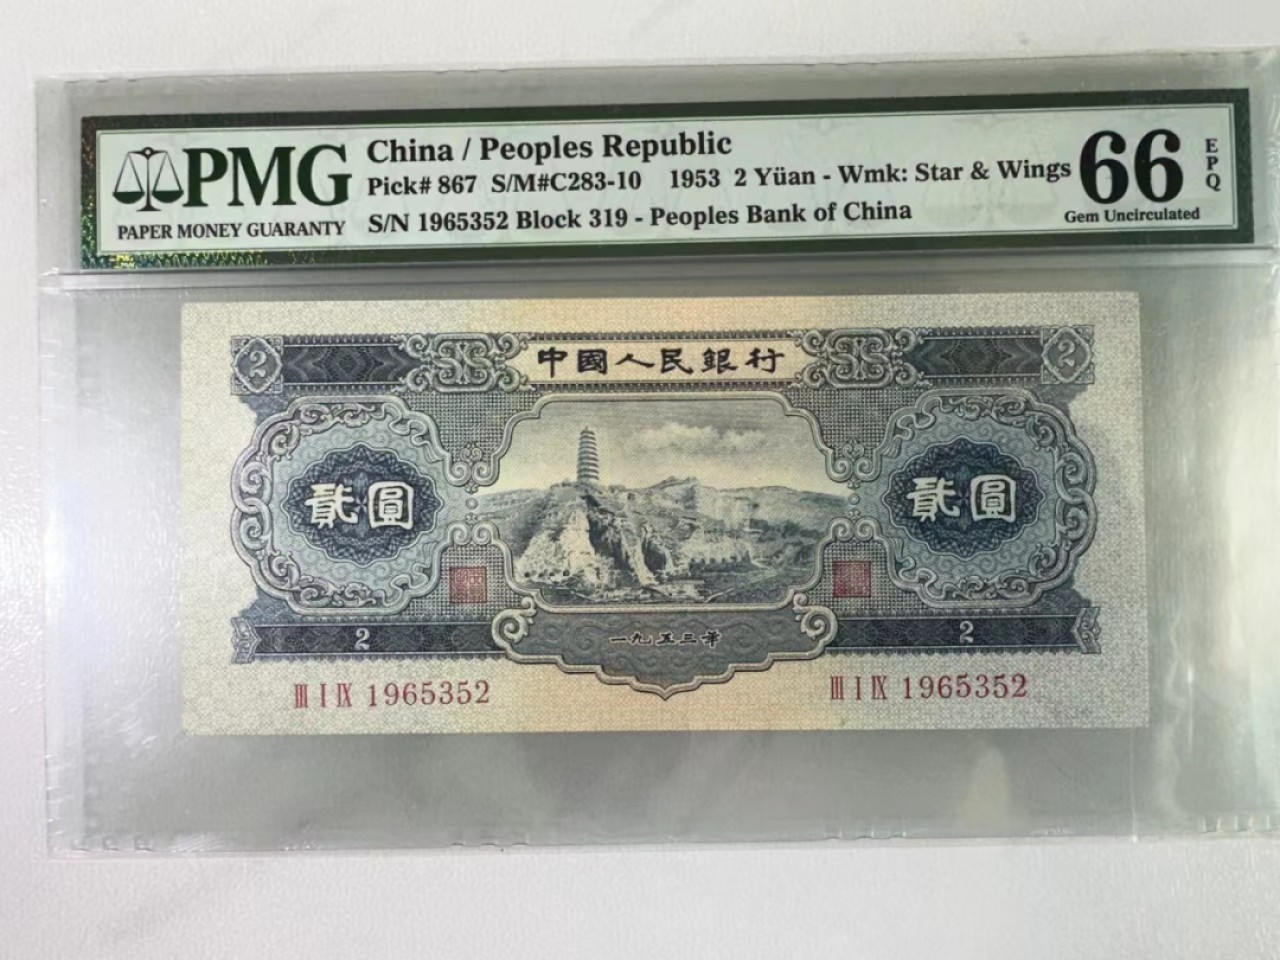 PMG
PAPER MONEY GUARANTY
China / Peoples Republic
Pick# 867 S/M#C283-10 1953 2 Yüan - Wmk: Star & Wings
S/N 1965352 Block 319 - Peoples Bank of China
66 EPQ
Gem Uncirculated
2 中國人民銀行 2
貳圓 貳圓
2 一九五三年 2
III I IX 1965352 III I IX 1965352